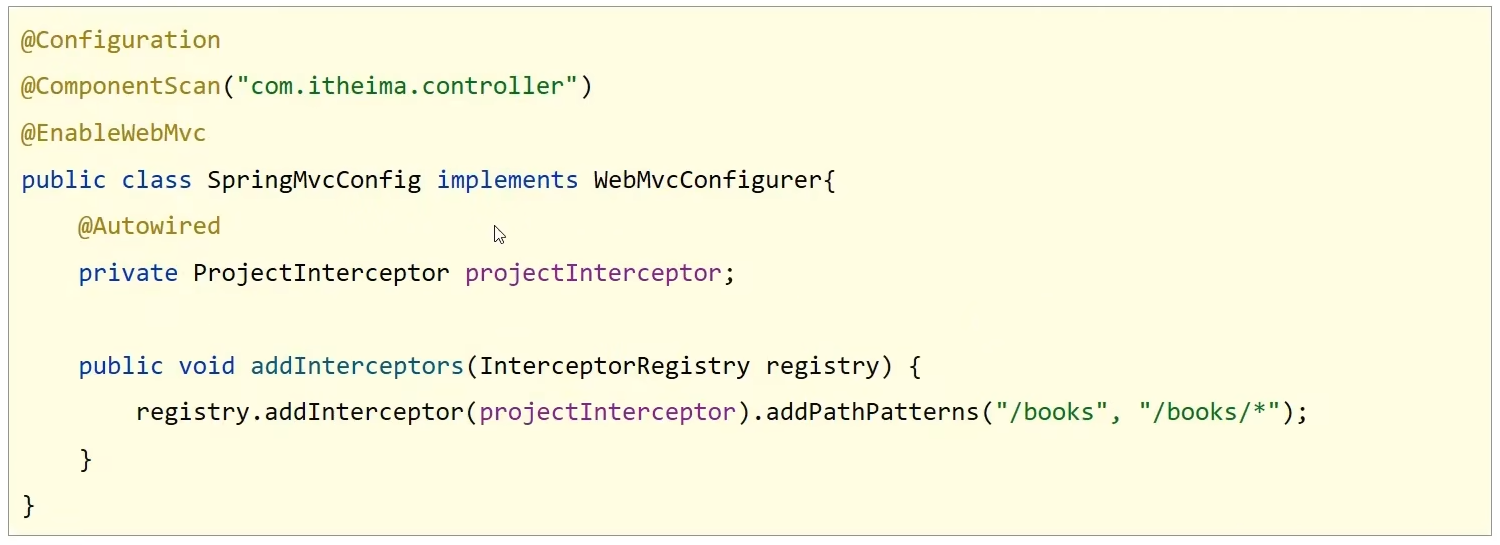 @Configuration
@ComponentScan("com.itheima.controller")
@EnableWebMvc
public class SpringMvcConfig implements WebMvcConfigurer{
    @Autowired
    private ProjectInterceptor projectInterceptor;

    public void addInterceptors(InterceptorRegistry registry) {
        registry.addInterceptor(projectInterceptor).addPathPatterns("/books", "/books/*");
    }
}